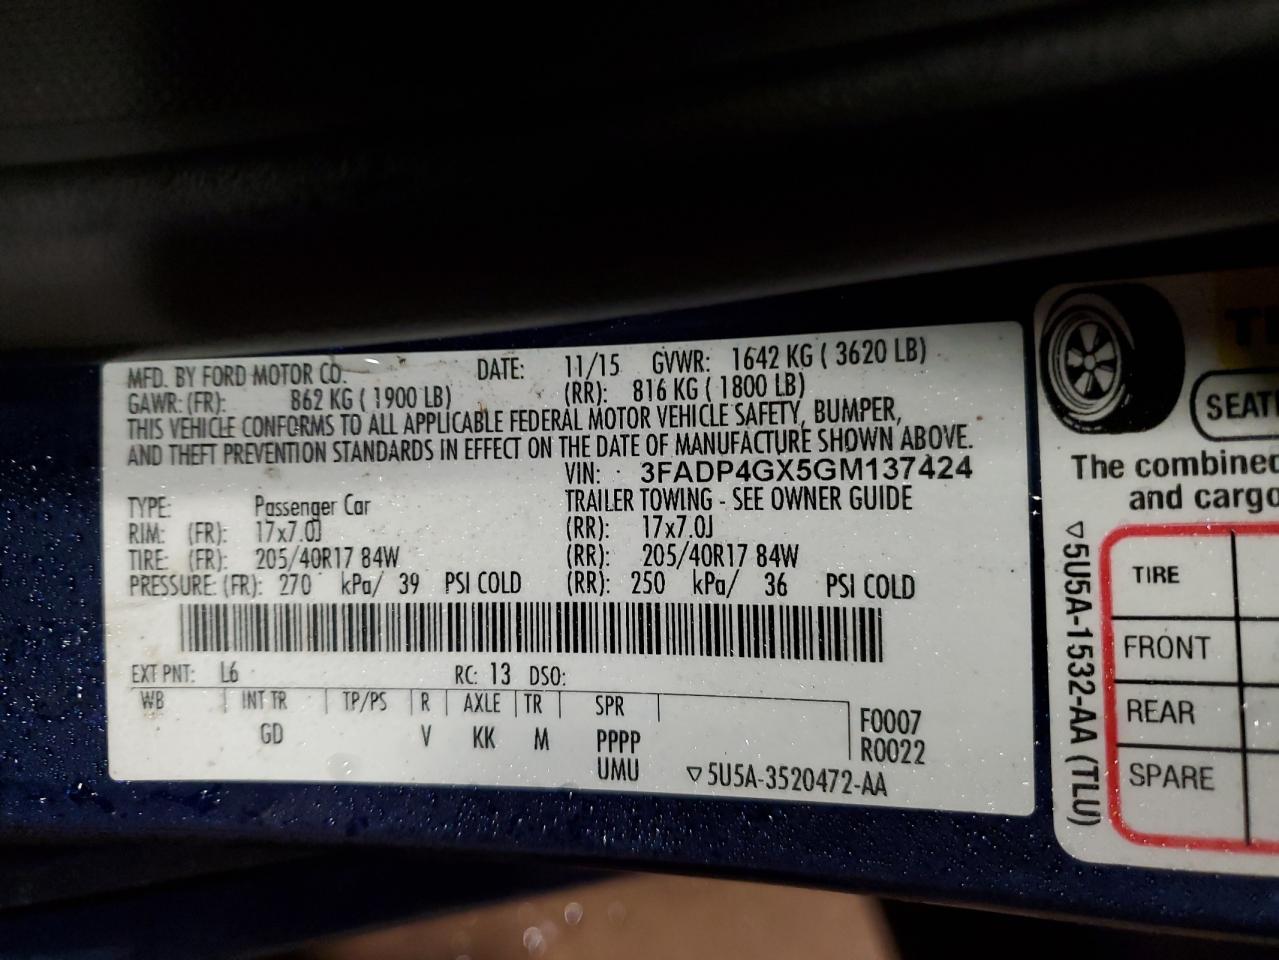 MFD. BY FORD MOTOR CO. DATE: 11/15 GVWR: 1642 KG ( 3620 LB)
GAWR: (FR): 862 KG ( 1900 LB) (RR): 816 KG ( 1800 LB)
THIS VEHICLE CONFORMS TO ALL APPLICABLE FEDERAL MOTOR VEHICLE SAFETY, BUMPER,
AND THEFT PREVENTION STANDARDS IN EFFECT ON THE DATE OF MANUFACTURE SHOWN ABOVE.
VIN: 3FADP4GX5GM137424
TYPE: Passenger Car TRAILER TOWING - SEE OWNER GUIDE
RIM: (FR): 17x7.0J (RR): 17x7.0J
TIRE: (FR): 205/40R17 84W (RR): 205/40R17 84W
PRESSURE: (FR): 270 kPa/ 39 PSI COLD (RR): 250 kPa/ 36 PSI COLD
EXT PNT: L6 RC: 13 DSO:
WB INT TR TP/PS R AXLE TR SPR
GD V KK M PPPP
UMU
F0007
R0022
▽5U5A-3520472-AA
SEATI
The combined
and cargo
TIRE
FRONT
REAR
SPARE
▽5U5A-1532-AA (TLU)